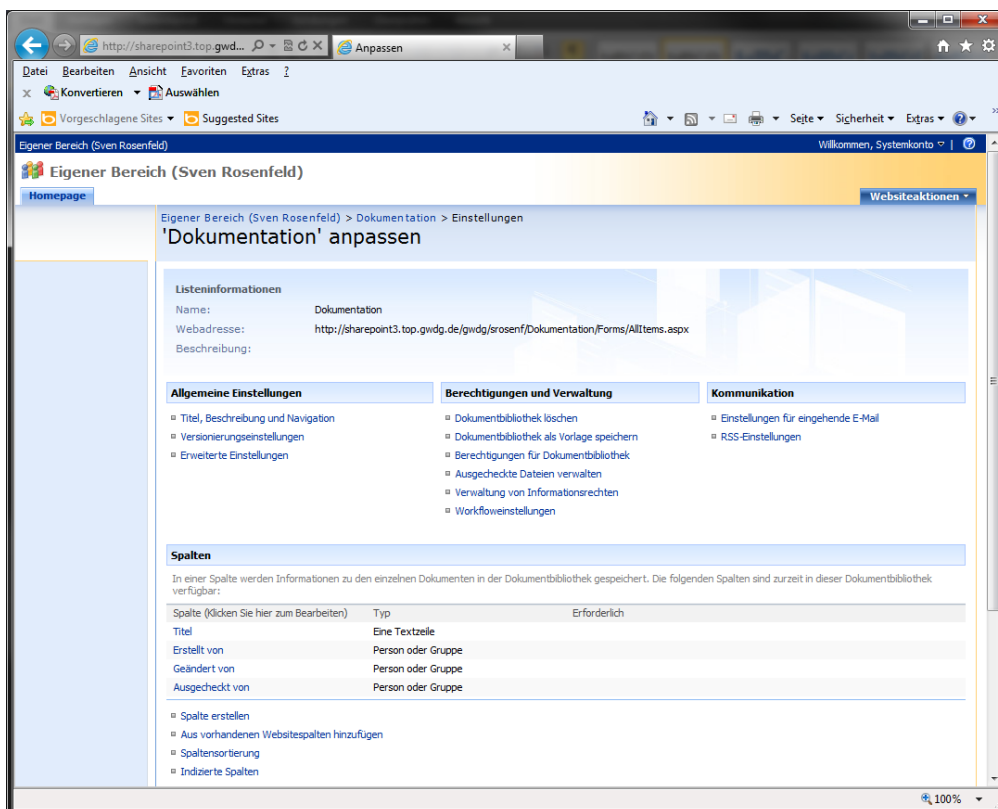 http://sharepoint3.top.gwd... Anpassen
Datei Bearbeiten Ansicht Favoriten Extras ?
x Konvertieren Auswählen
Vorgeschlagene Sites Suggested Sites Seite Sicherheit Extras »
Eigener Bereich (Sven Rosenfeld) Willkommen, Systemkonto |
Eigener Bereich (Sven Rosenfeld)
Homepage Websiteaktionen
Eigener Bereich (Sven Rosenfeld) > Dokumentation > Einstellungen
'Dokumentation' anpassen
Listeninformationen
Name: Dokumentation
Webadresse: http://sharepoint3.top.gwdg.de/gwdg/srosenf/Dokumentation/Forms/AllItems.aspx
Beschreibung:
Allgemeine Einstellungen Berechtigungen und Verwaltung Kommunikation
Titel, Beschreibung und Navigation Dokumentbibliothek löschen Einstellungen für eingehende E-Mail
Versionierungseinstellungen Dokumentbibliothek als Vorlage speichern RSS-Einstellungen
Erweiterte Einstellungen Berechtigungen für Dokumentbibliothek
Ausgecheckte Dateien verwalten
Verwaltung von Informationsrechten
Workfloweinstellungen
Spalten
In einer Spalte werden Informationen zu den einzelnen Dokumenten in der Dokumentbibliothek gespeichert. Die folgenden Spalten sind zurzeit in dieser Dokumentbibliothek
verfügbar:
Spalte (Klicken Sie hier zum Bearbeiten) Typ Erforderlich
Titel Eine Textzeile
Erstellt von Person oder Gruppe
Geändert von Person oder Gruppe
Ausgecheckt von Person oder Gruppe
Spalte erstellen
Aus vorhandenen Websitespalten hinzufügen
Spaltensortierung
Indizierte Spalten
100%